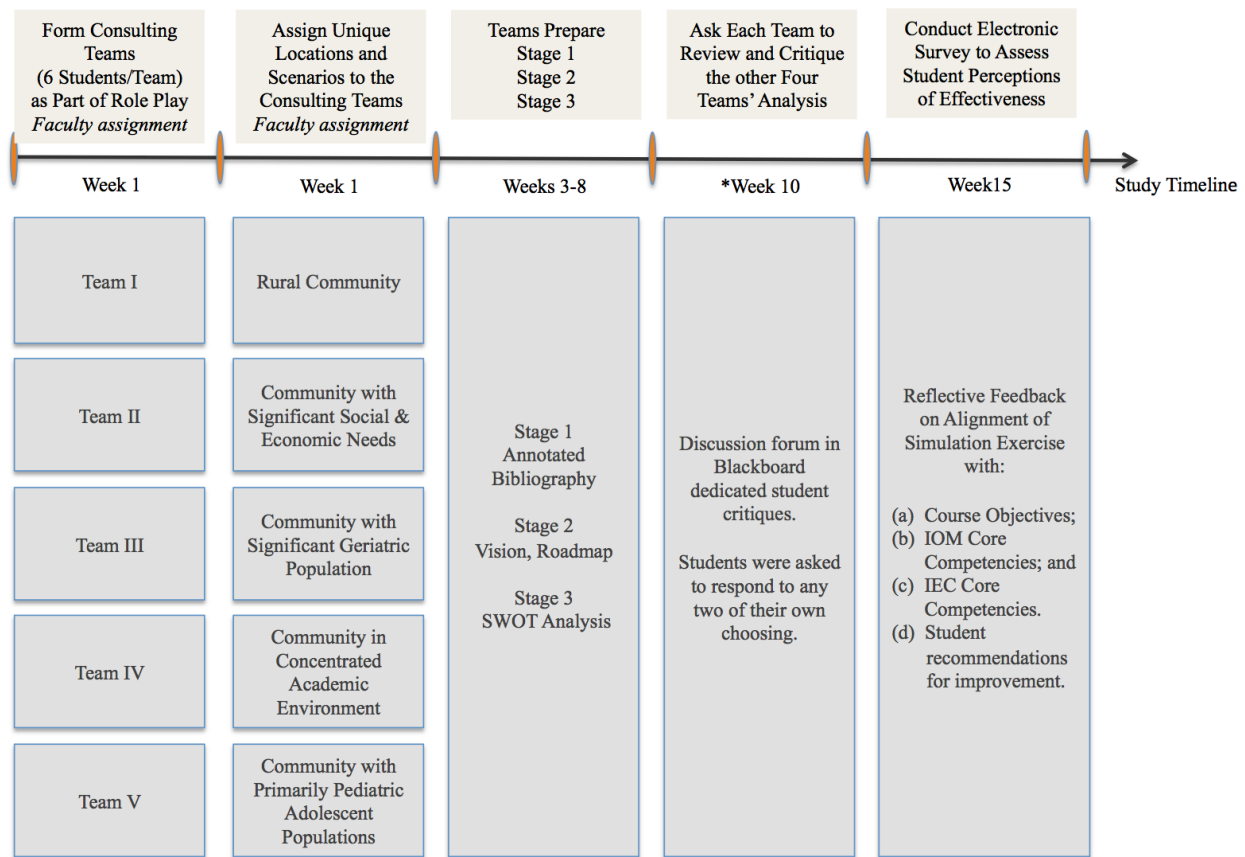 Form Consulting
Teams
(6 Students/Team)
as Part of Role Play
Faculty assignment
Assign Unique
Locations and
Scenarios to the
Consulting Teams
Faculty assignment
Teams Prepare
Stage 1
Stage 2
Stage 3
Ask Each Team to
Review and Critique
the other Four
Teams’ Analysis
Conduct Electronic
Survey to Assess
Student Perceptions
of Effectiveness
Week 1
Week 1
Weeks 3-8
*Week 10
Week15
Study Timeline
Team I
Team II
Team III
Team IV
Team V
Rural Community
Community with
Significant Social &
Economic Needs
Community with
Significant Geriatric
Population
Community in
Concentrated
Academic
Environment
Community with
Primarily Pediatric
Adolescent
Populations
Stage 1
Annotated
Bibliography
Stage 2
Vision, Roadmap
Stage 3
SWOT Analysis
Discussion forum in
Blackboard
dedicated student
critiques.
Students were asked
to respond to any
two of their own
choosing.
Reflective Feedback
on Alignment of
Simulation Exercise
with:
(a) Course Objectives;
(b) IOM Core
Competencies; and
(c) IEC Core
Competencies.
(d) Student
recommendations
for improvement.